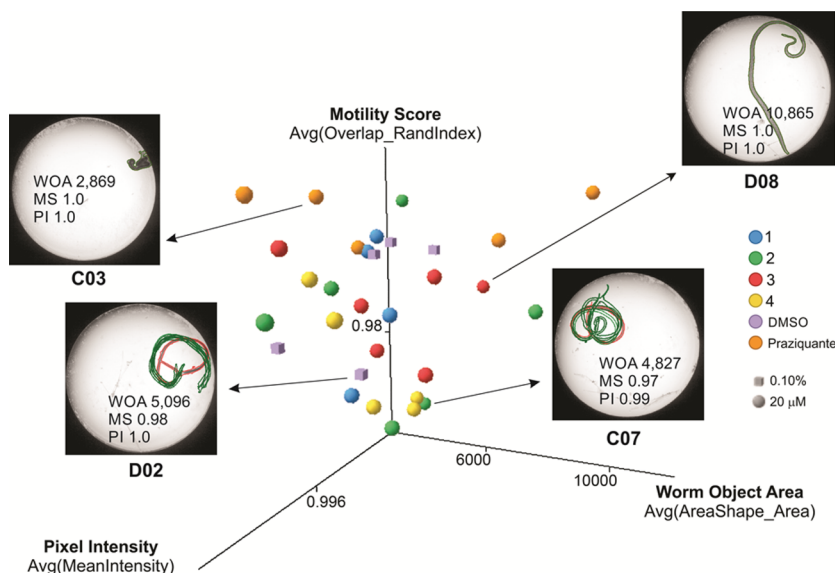 Motility Score
Avg(Overlap_RandIndex)
WOA 2,869
MS 1.0
PI 1.0
C03
WOA 10,865
MS 1.0
PI 1.0
D08
1
2
3
4
DMSO
Praziquante
0.10%
20 µM
WOA 5,096
MS 0.98
PI 1.0
D02
WOA 4,827
MS 0.97
PI 0.99
C07
0.98
6000
10000
0.996
Worm Object Area
Avg(AreaShape_Area)
Pixel Intensity
Avg(MeanIntensity)